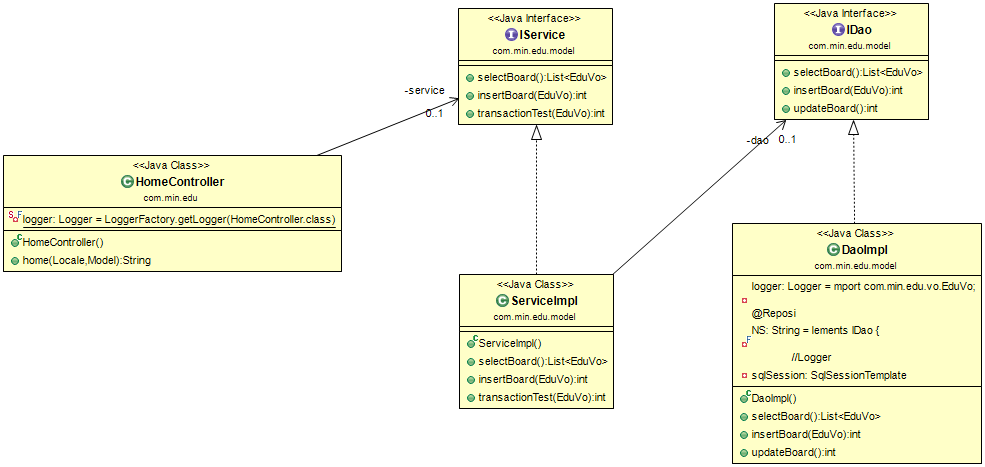 <<Java Interface>>
IService
com.min.edu.model
selectBoard():List<EduVo>
insertBoard(EduVo):int
transactionTest(EduVo):int
<<Java Interface>>
IDao
com.min.edu.model
selectBoard():List<EduVo>
insertBoard(EduVo):int
updateBoard():int
-service
0..1
-dao
0..1
<<Java Class>>
HomeController
com.min.edu
logger: Logger = LoggerFactory.getLogger(HomeController.class)
HomeController()
home(Locale,Model):String
<<Java Class>>
ServiceImpl
com.min.edu.model
ServiceImpl()
selectBoard():List<EduVo>
insertBoard(EduVo):int
transactionTest(EduVo):int
<<Java Class>>
DaoImpl
com.min.edu.model
logger: Logger = mport com.min.edu.vo.EduVo;
@Reposi
NS: String = lements IDao {
//Logger
sqlSession: SqlSessionTemplate
DaoImpl()
selectBoard():List<EduVo>
insertBoard(EduVo):int
updateBoard():int